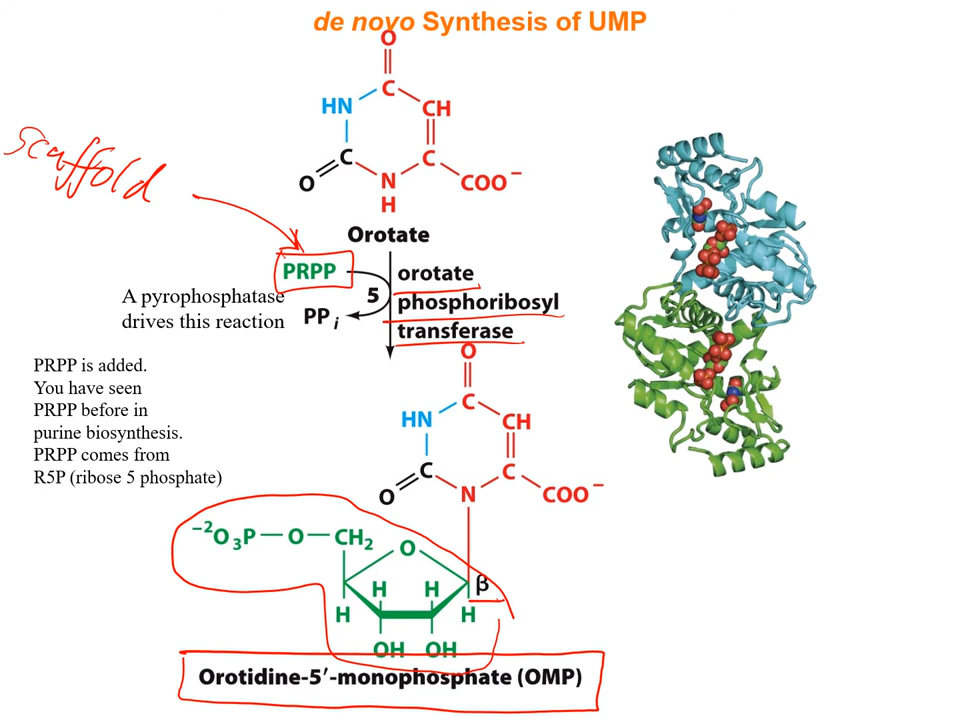 de novo Synthesis of UMP
O
C
HN
CH
C
C
O
N
H
COO⁻
Orotate
scaffold
PRPP
orotate
5
phosphoribosyl
transferase
A pyrophosphatase
drives this reaction
PPi
PRPP is added.
You have seen
PRPP before in
purine biosynthesis.
PRPP comes from
R5P (ribose 5 phosphate)
O
C
HN
CH
C
C
O
N
COO⁻
⁻²O₃P—O—CH₂
O
β
H
H
H
H
OH
OH
Orotidine-5′-monophosphate (OMP)